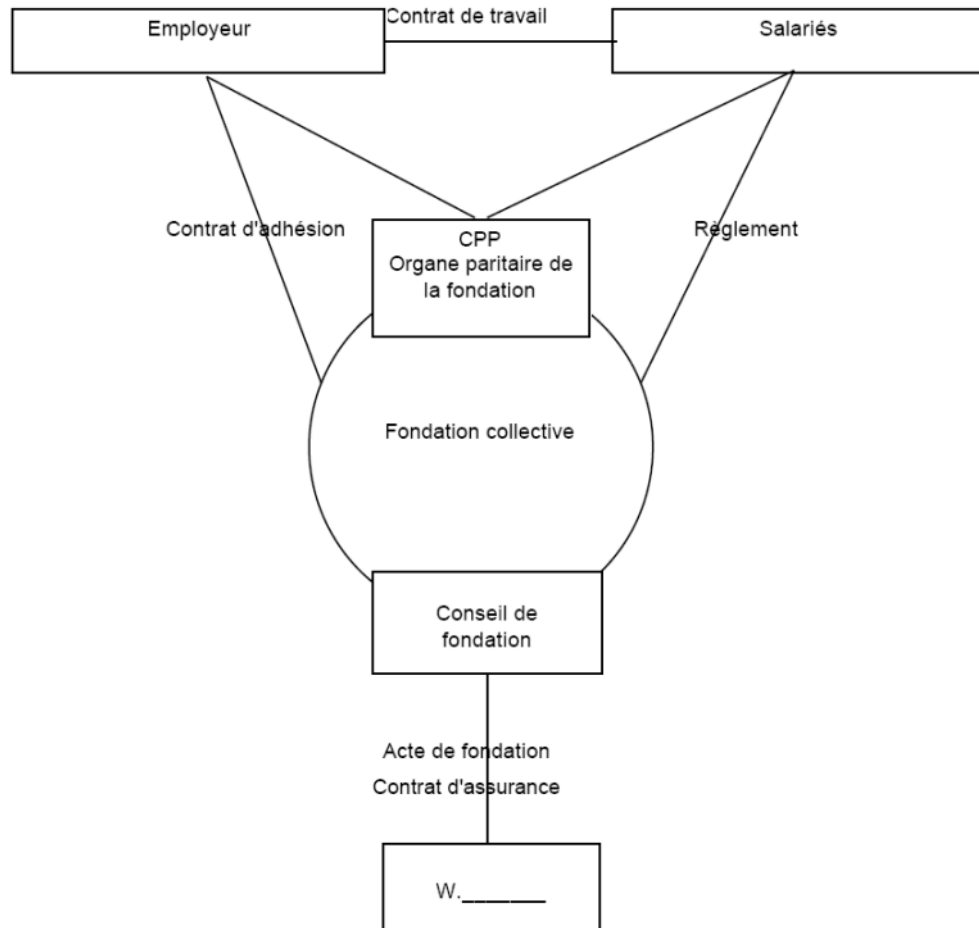 Contrat de travail
Employeur
Salariés
Contrat d'adhésion
Règlement
CPP
Organe paritaire de
la fondation
Fondation collective
Conseil de
fondation
Acte de fondation
Contrat d'assurance
W._______